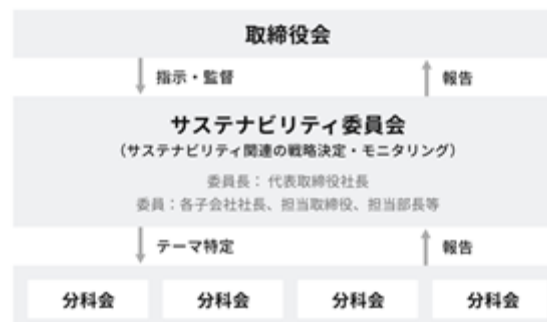 取締役会
指示・監督
報告
サステナビリティ委員会
（サステナビリティ関連の戦略決定・モニタリング）
委員長： 代表取締役社長
委員：各子会社社長、担当取締役、担当部長等
テーマ特定
報告
分科会
分科会
分科会
分科会